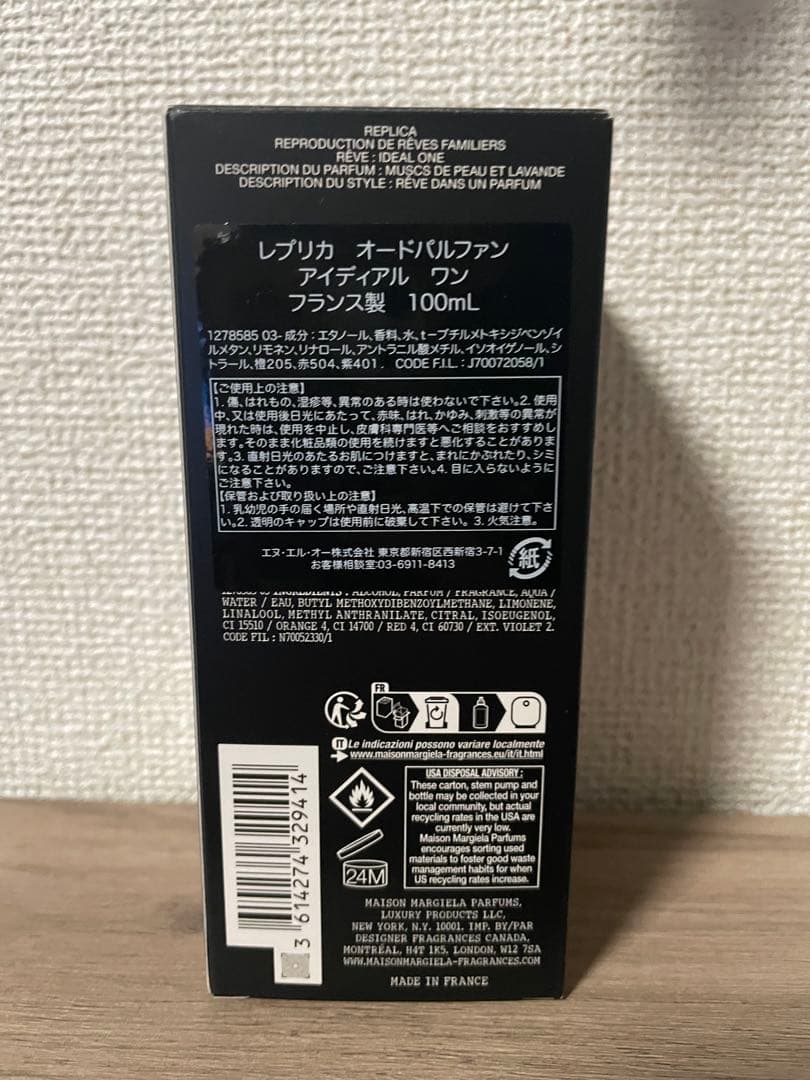 REPLICA
REPRODUCTION DE RÊVES FAMILIERS
RÊVE : IDEAL ONE
DESCRIPTION DU PARFUM : MUSCS DE PEAU ET LAVANDE
DESCRIPTION DU STYLE : RÊVE DANS UN PARFUM
レプリカ オードパルファン
アイディアル ワン
フランス製 100mL
1278585 03- 成分：エタノール、香料、水、t－ブチルメトキシジベンゾイ
ルメタン、リモネン、リナロール、アントラニル酸メチル、イソオイゲノール、シ
トラール、橙205、赤504、紫401． CODE F.I.L. : J70072058/1
【ご使用上の注意】
1. 傷、はれもの、湿疹等、異常のある時は使わないで下さい。2. 使用
中、又は使用後日光にあたって、赤味、はれ、かゆみ、刺激等の異常が
現れた時は、使用を中止し、皮膚科専門医等へご相談をおすすめし
ます。そのまま化粧品類の使用を続けますと悪化することがありま
す。3. 直射日光のあたるお肌につけますと、まれにかぶれたり、シミ
になることがありますので、ご注意下さい。4. 目に入らないように
ご注意下さい。
【保管および取り扱い上の注意】
1. 乳幼児の手の届く場所や直射日光、高温下での保管は避けて下さ
い。2. 透明のキャップは使用前に破棄して下さい。 3. 火気注意。
エヌ・エル・オー株式会社 東京都新宿区西新宿3-7-1
お客様相談室:03-6911-8413
紙
INGREDIENTS : ALCOHOL, PARFUM / FRAGRANCE, AQUA /
WATER / EAU, BUTYL METHOXYDIBENZOYLMETHANE, LIMONENE,
LINALOOL, METHYL ANTHRANILATE, CITRAL, ISOEUGENOL,
CI 15510 / ORANGE 4, CI 14700 / RED 4, CI 60730 / EXT. VIOLET 2.
CODE FIL : N70052330/1
FR
IT Le indicazioni possono variare localmente
www.maisonmargiela-fragrances.eu/it/it.html
USA DISPOSAL ADVISORY :
These carton, stem pump and
bottle may be collected in your
local community, but actual
recycling rates in the USA are
currently very low.
Maison Margiela Parfums
encourages sorting used
materials to foster good waste
management habits for when
US recycling rates increase.
24M
3 614274 329414
MAISON MARGIELA PARFUMS,
LUXURY PRODUCTS LLC,
NEW YORK, N.Y. 10001. IMP. BY/PAR
DESIGNER FRAGRANCES CANADA,
MONTRÉAL, H4T 1K5. LONDON, W12 7SA
WWW.MAISONMARGIELA-FRAGRANCES.COM
MADE IN FRANCE